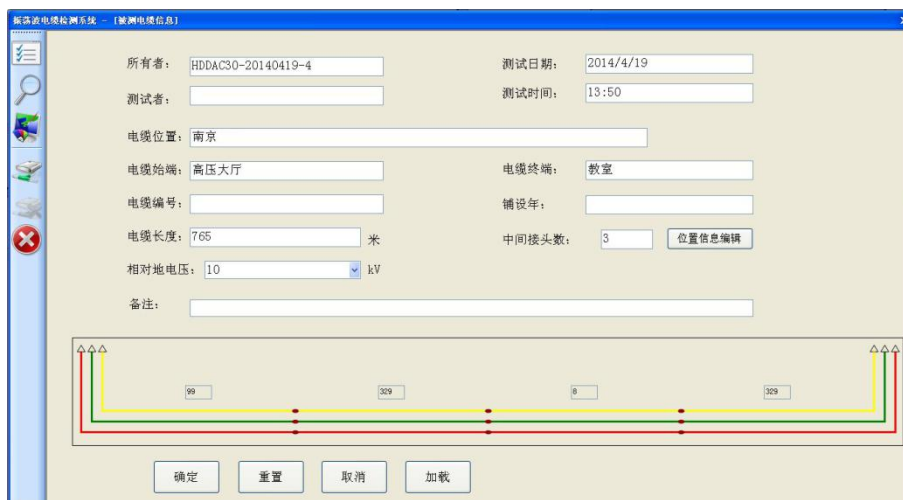 振荡波电缆检测系统 - [被测电缆信息]
所有者: HDDAC30-20140419-4 测试日期: 2014/4/19
测试者: 测试时间: 13:50
电缆位置: 南京
电缆始端: 高压大厅 电缆终端: 教室
电缆编号: 铺设年:
电缆长度: 765 米 中间接头数: 3 位置信息编辑
相对地电压: 10 kV
备注:
99 329 8 329
确定 重置 取消 加载